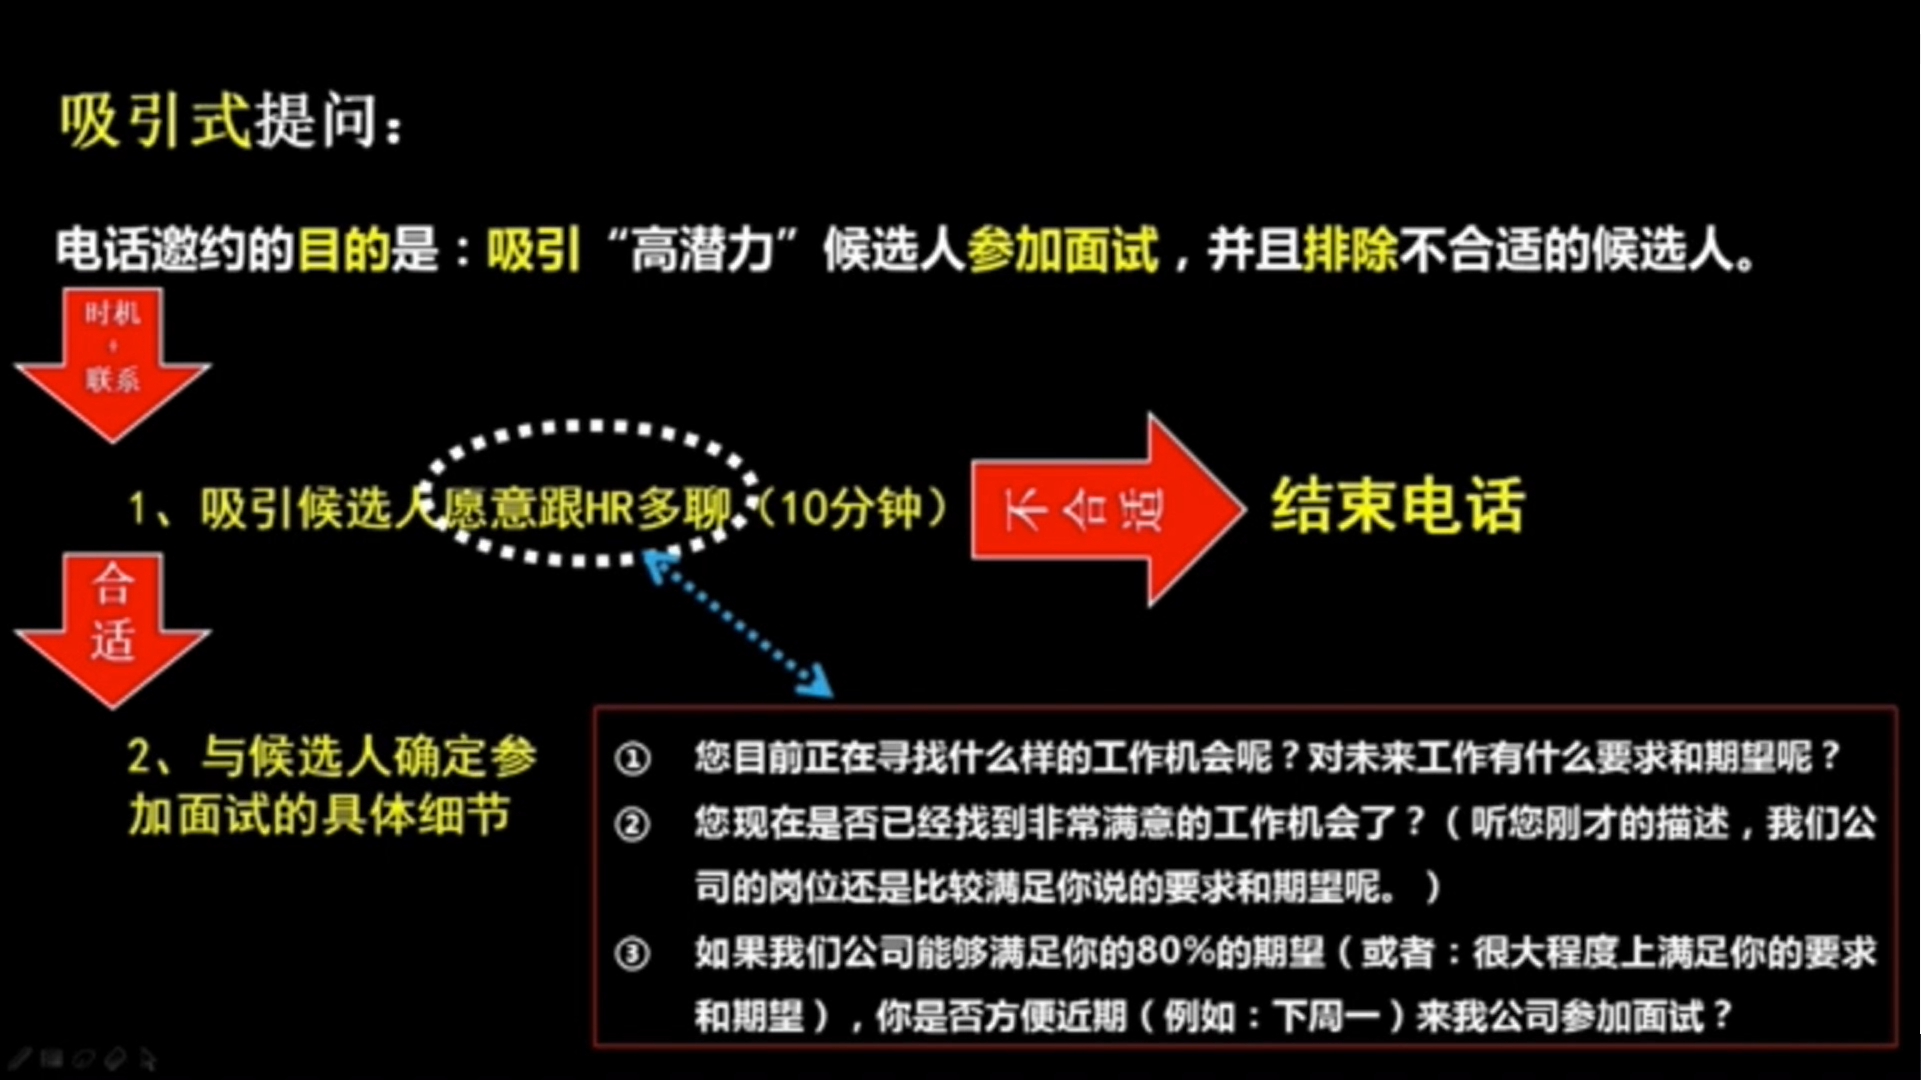 吸引式提问：
电话邀约的目的是：吸引“高潜力”候选人参加面试，并且排除不合适的候选人。
时机
+
联系
1、吸引候选人愿意跟HR多聊（10分钟）
不合适
结束电话
合
适
2、与候选人确定参
加面试的具体细节
① 您目前正在寻找什么样的工作机会呢？对未来工作有什么要求和期望呢？
② 您现在是否已经找到非常满意的工作机会了？（听您刚才的描述，我们公
司的岗位还是比较满足你说的要求和期望呢。）
③ 如果我们公司能够满足你的80%的期望（或者：很大程度上满足你的要求
和期望），你是否方便近期（例如：下周一）来我公司参加面试？